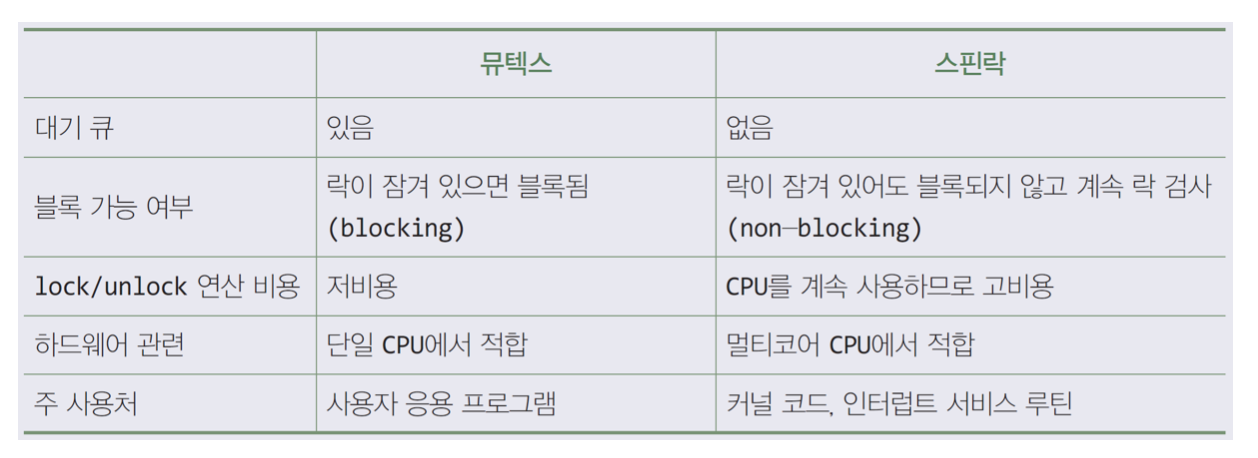 뮤텍스 스핀락
대기 큐 있음 없음
블록 가능 여부 락이 잠겨 있으면 블록됨 락이 잠겨 있어도 블록되지 않고 계속 락 검사
(blocking) (non-blocking)
lock/unlock 연산 비용 저비용 CPU를 계속 사용하므로 고비용
하드웨어 관련 단일 CPU에서 적합 멀티코어 CPU에서 적합
주 사용처 사용자 응용 프로그램 커널 코드, 인터럽트 서비스 루틴